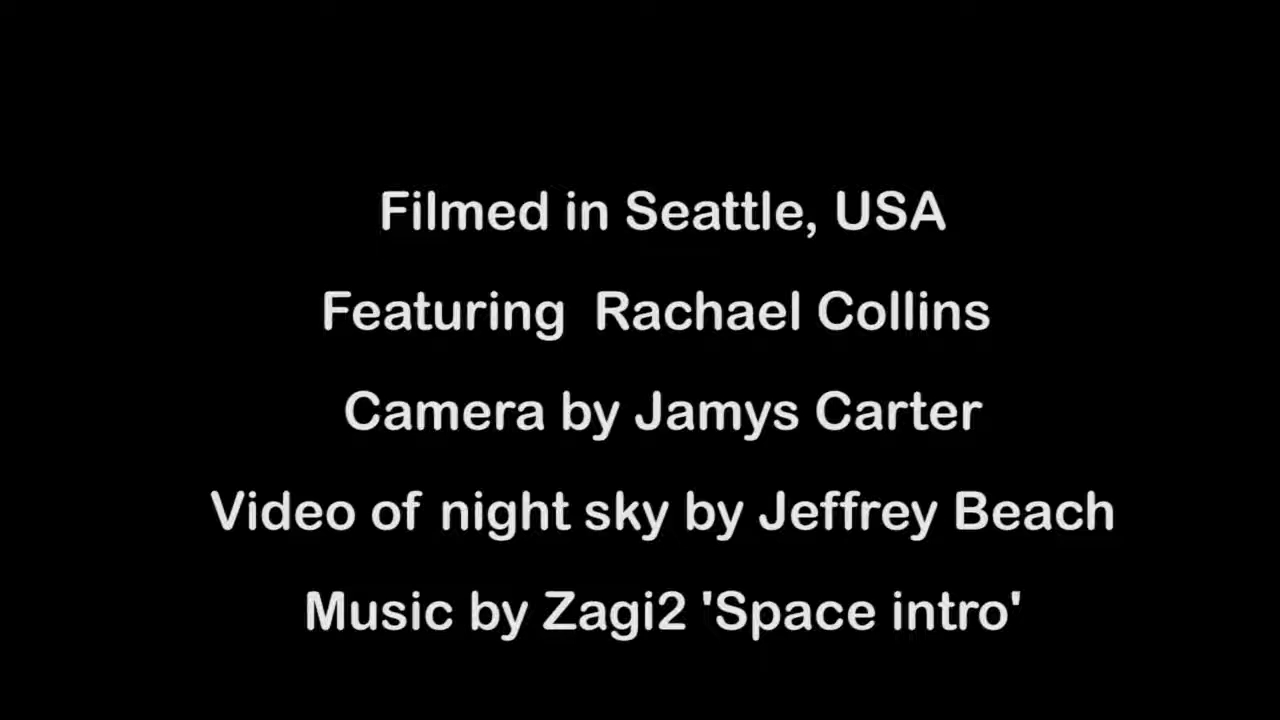 Filmed in Seattle, USA
Featuring  Rachael Collins
Camera by Jamys Carter
Video of night sky by Jeffrey Beach
Music by Zagi2 'Space intro'